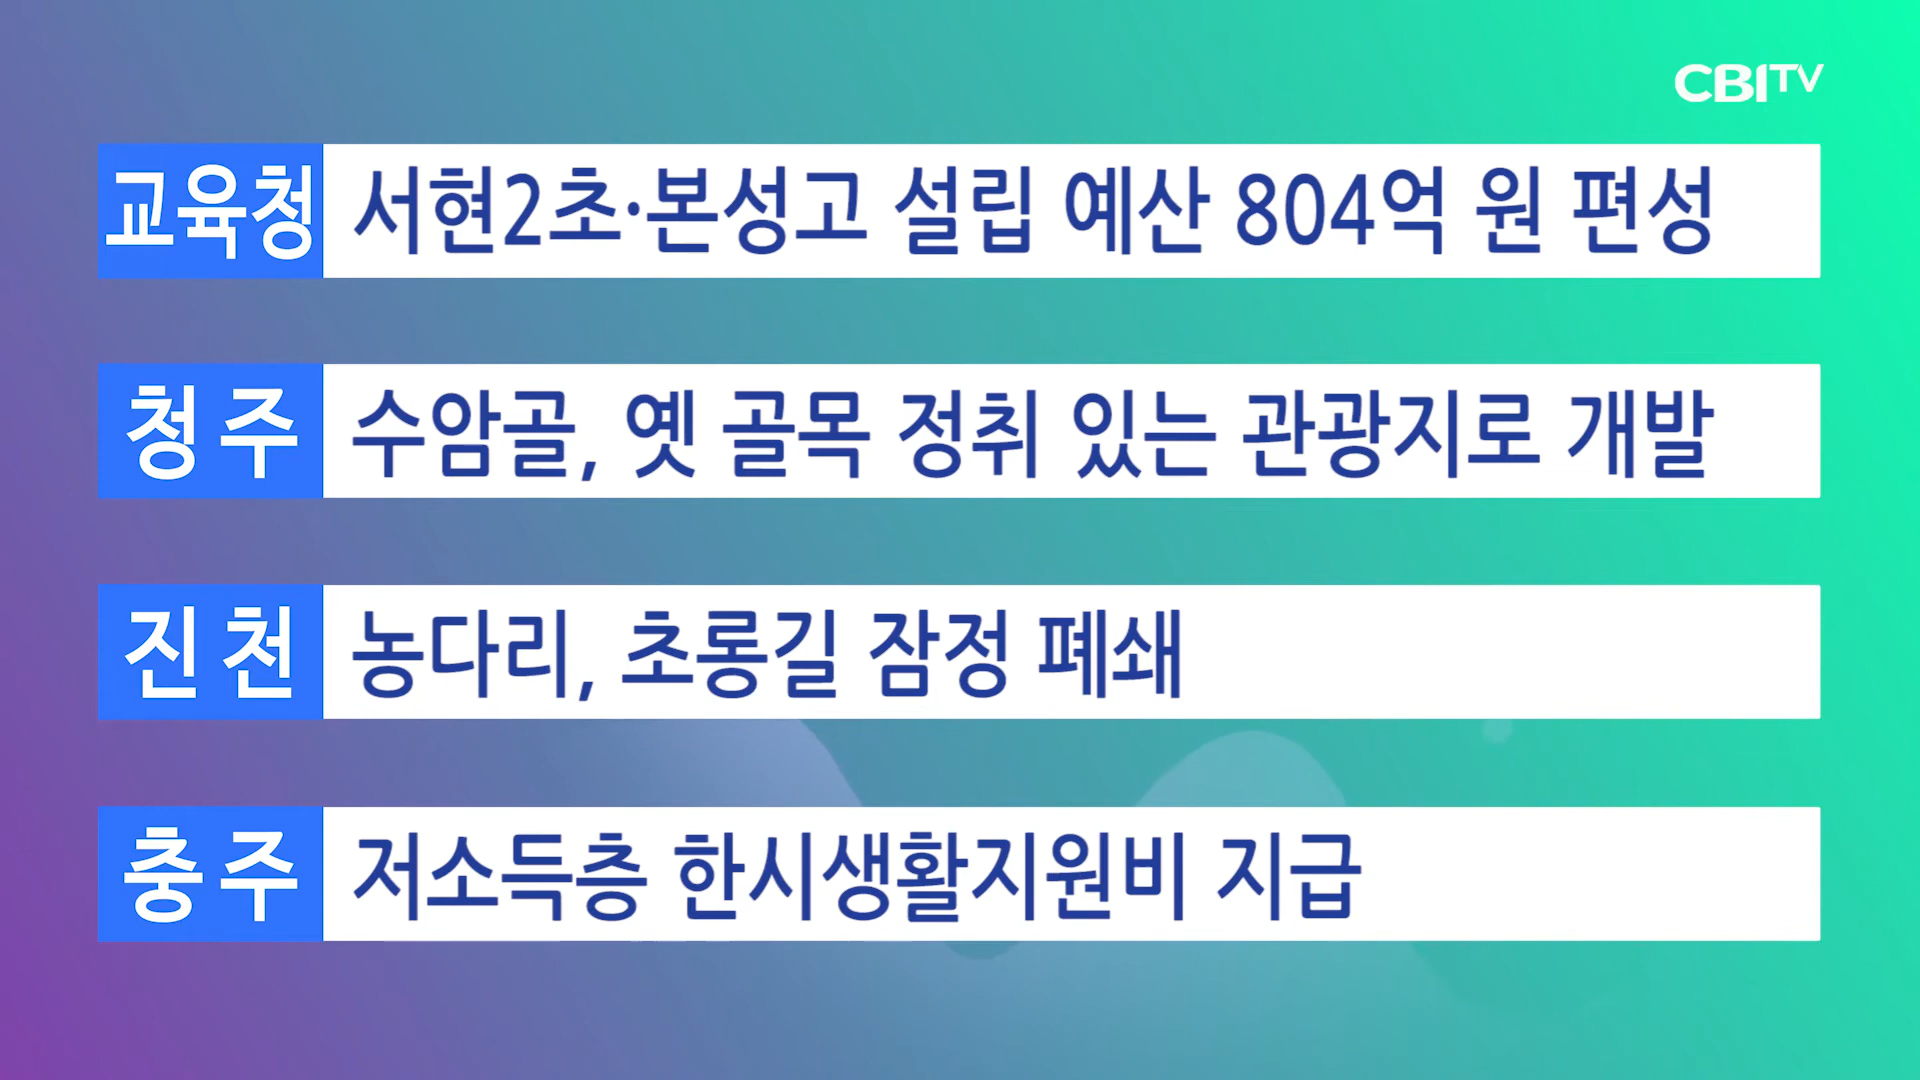 CBITV
교육청 서현2초·본성고 설립 예산 804억 원 편성
청주 수암골, 옛 골목 정취 있는 관광지로 개발
진천 농다리, 초롱길 잠정 폐쇄
충주 저소득층 한시생활지원비 지급